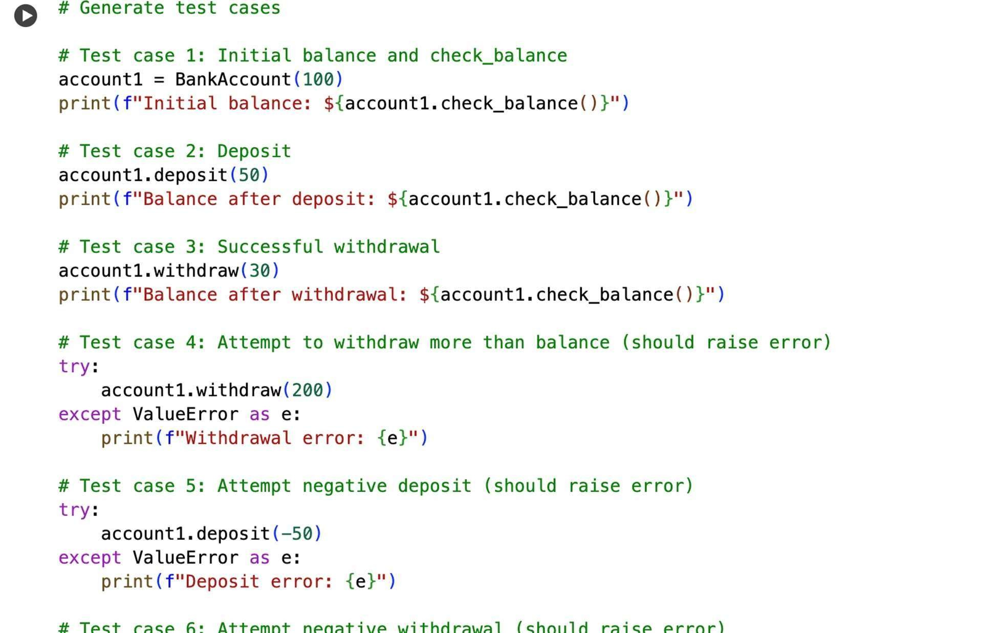 # Generate test cases
# Test case 1: Initial balance and check_balance
account1 = BankAccount(100)
print(f"Initial balance: ${account1.check_balance()}")
# Test case 2: Deposit
account1.deposit(50)
print(f"Balance after deposit: ${account1.check_balance()}")
# Test case 3: Successful withdrawal
account1.withdraw(30)
print(f"Balance after withdrawal: ${account1.check_balance()}")
# Test case 4: Attempt to withdraw more than balance (should raise error)
try:
    account1.withdraw(200)
except ValueError as e:
    print(f"Withdrawal error: {e}")
# Test case 5: Attempt negative deposit (should raise error)
try:
    account1.deposit(-50)
except ValueError as e:
    print(f"Deposit error: {e}")
# Test case 6: Attempt negative withdrawal (should raise error)